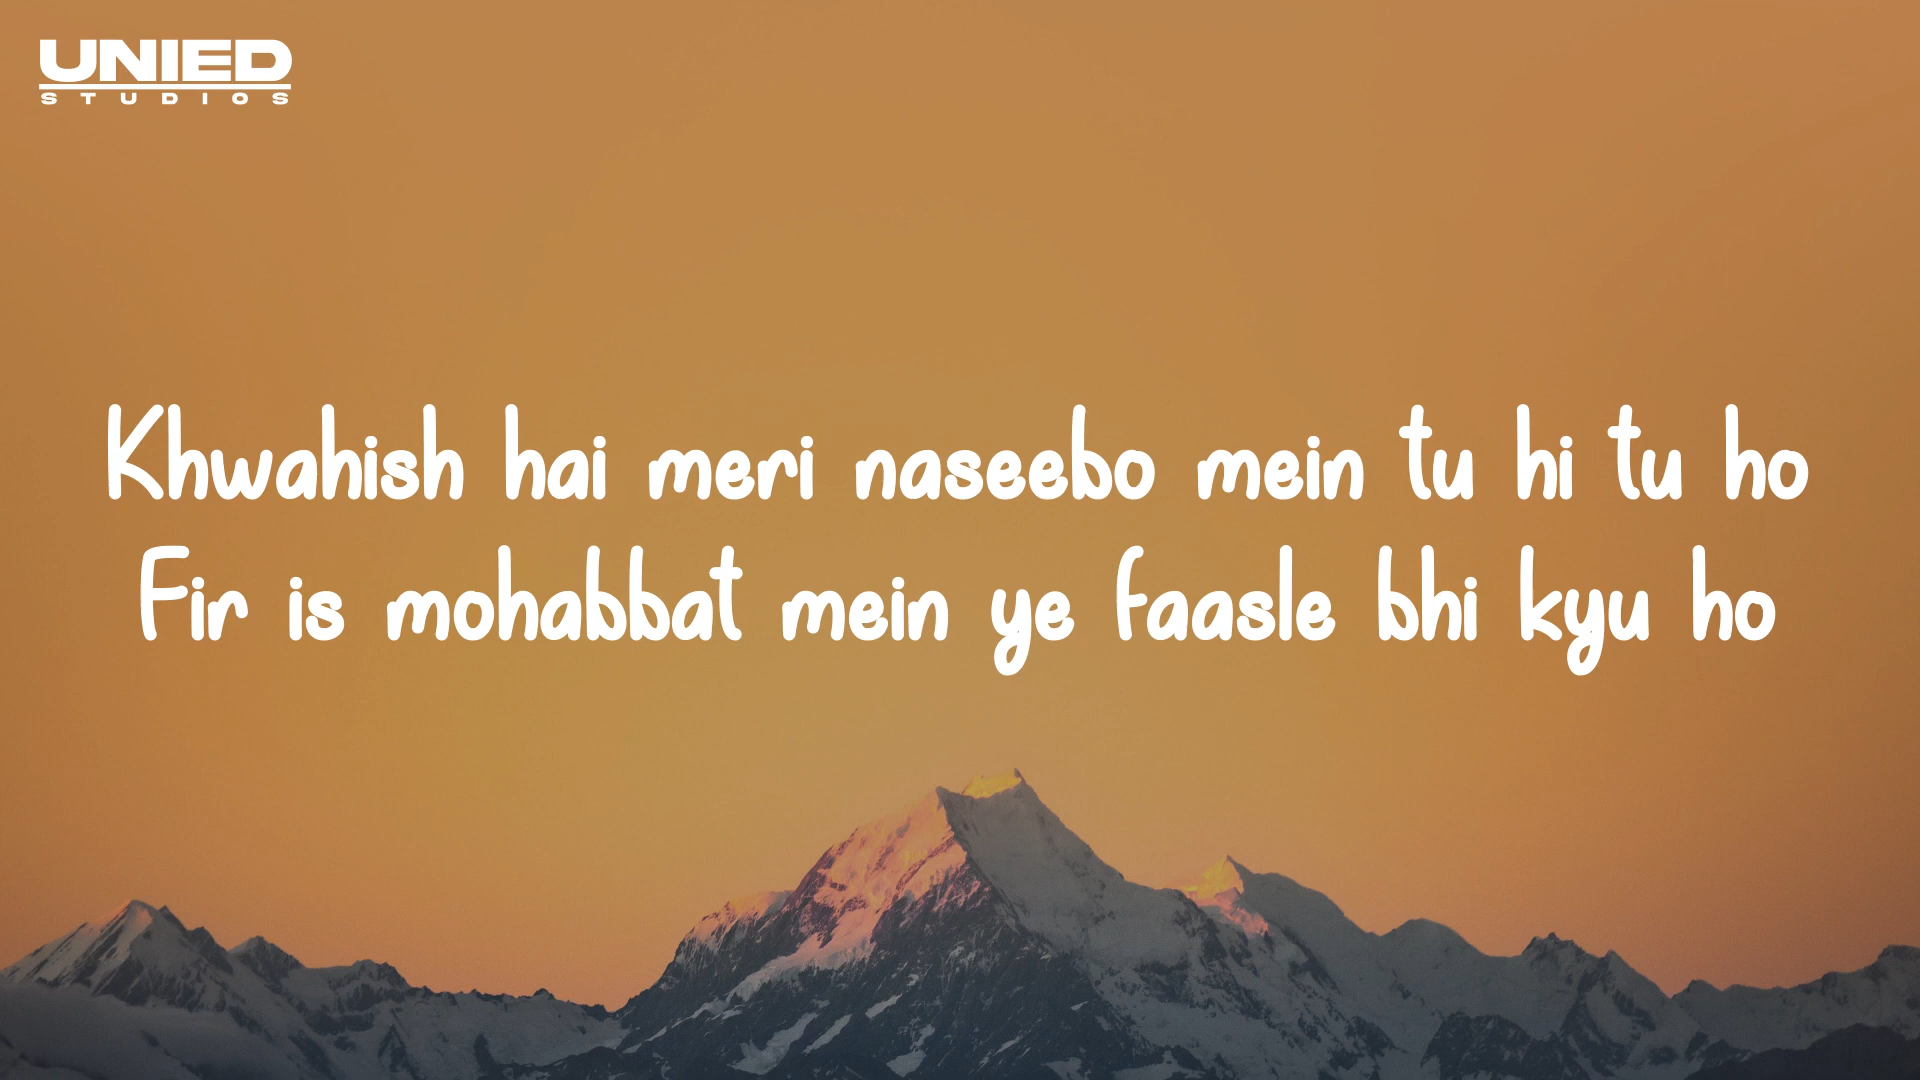 UNIED
STUDIOS
Khwahish hai meri naseebo mein tu hi tu ho
Fir is mohabbat mein ye faasle bhi kyu ho